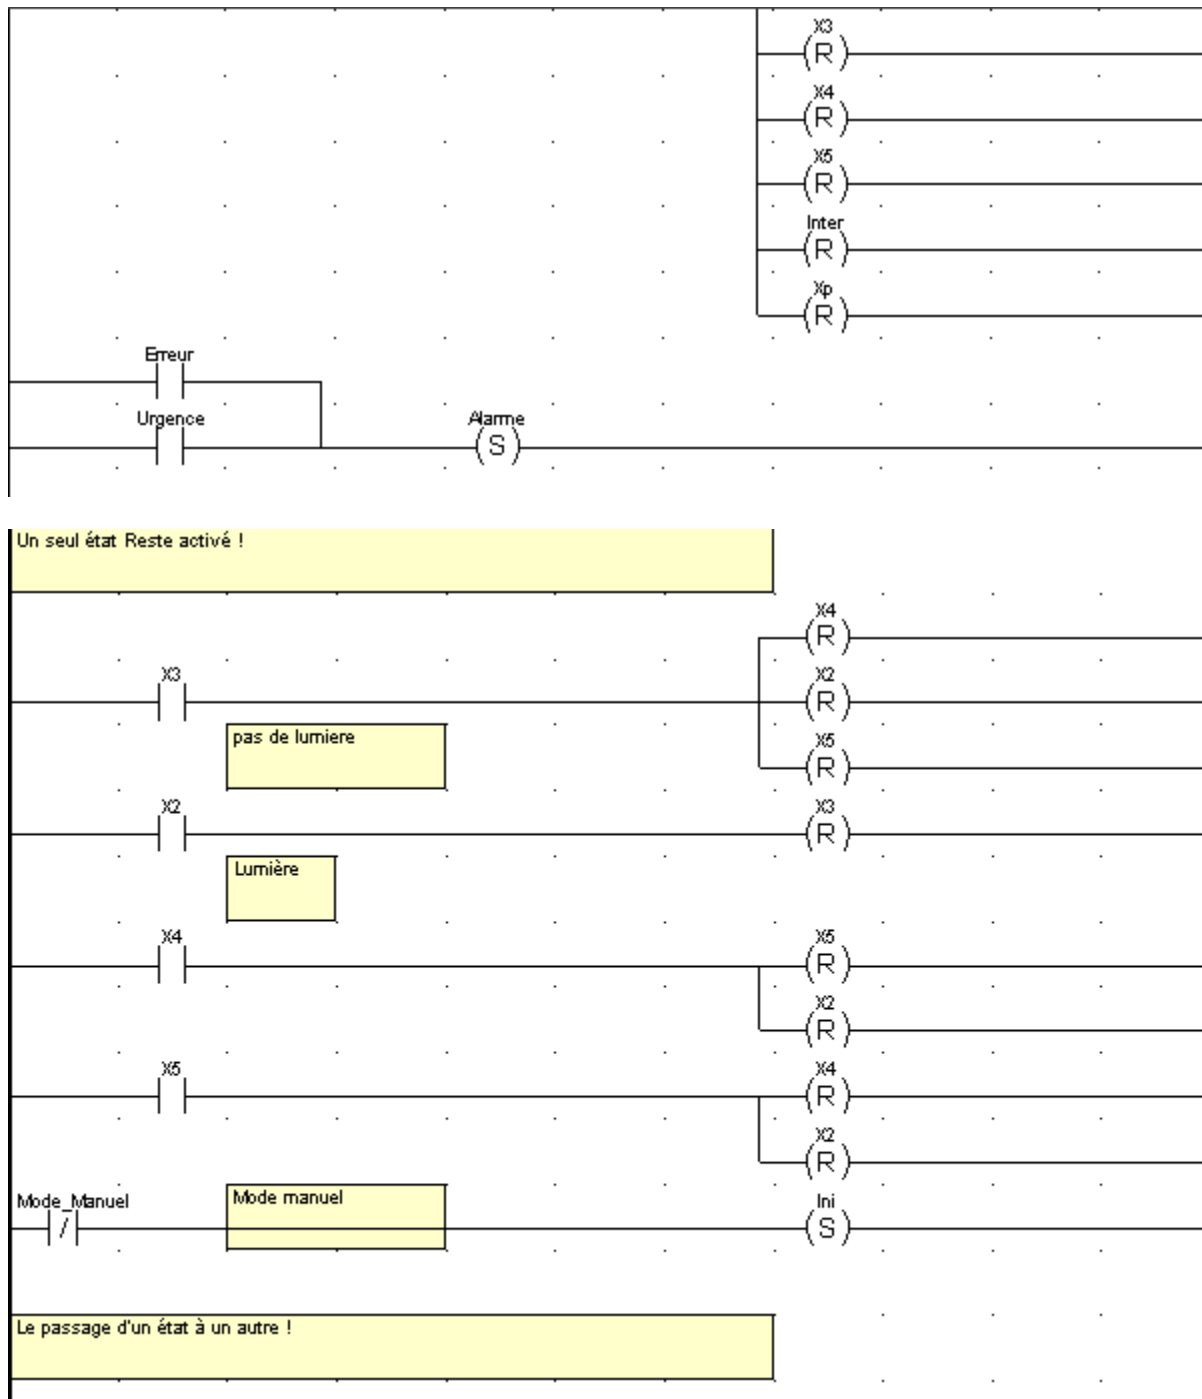 X3
(R)
X4
(R)
X5
(R)
Inter
(R)
Xp
(R)
Erreur
Urgence
Alarme
(S)
Un seul état Reste activé !
X4
(R)
X3
X2
(R)
pas de lumiere
X5
(R)
X2
X3
(R)
Lumière
X4
X5
(R)
X2
(R)
X5
X4
(R)
X2
(R)
Mode_Manuel
/
Mode manuel
Ini
(S)
Le passage d'un état à un autre !